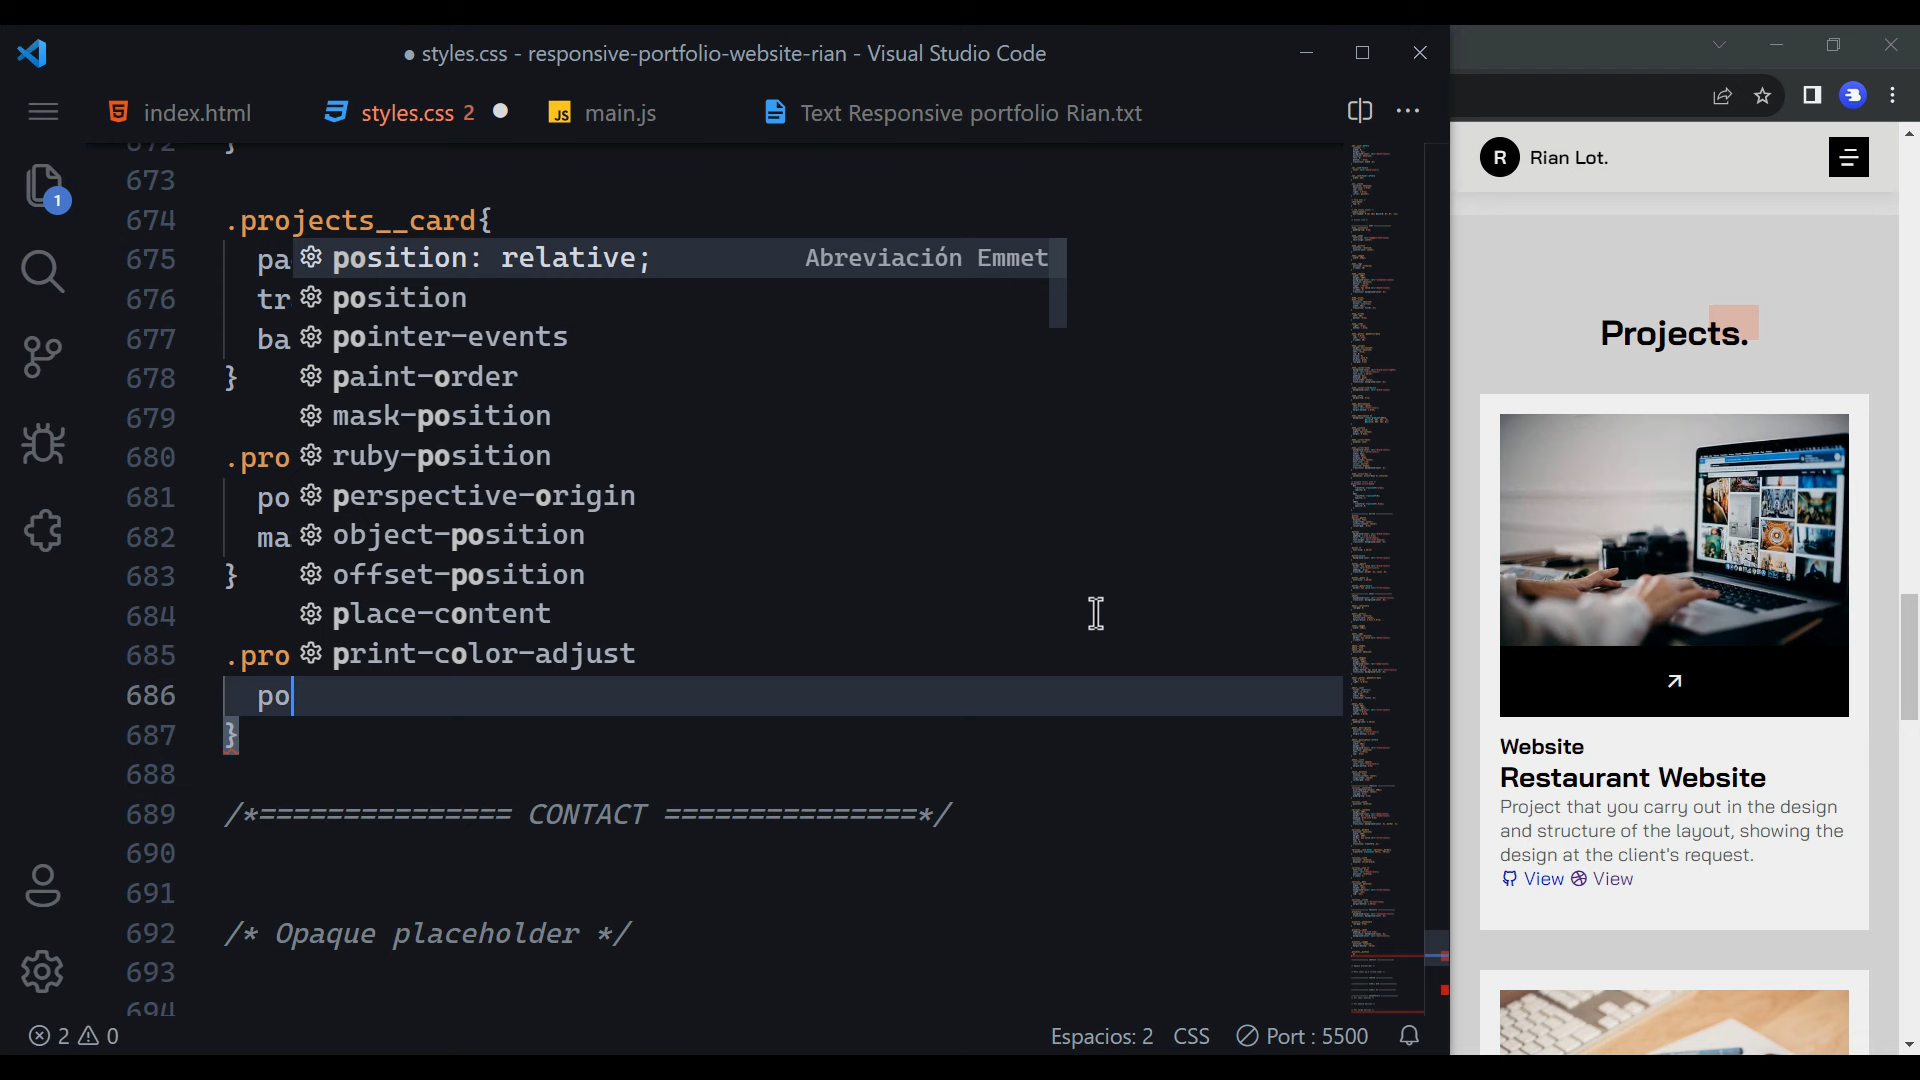 ● styles.css - responsive-portfolio-website-rian - Visual Studio Code
index.html
styles.css 2
JS main.js
Text Responsive portfolio Rian.txt
1
672 }
673
674 .projects__card{
675 pa
676 tr
677 ba
678 }
679
680 .pro
681 po
682 ma
683 }
684
685 .pro
686 po
687 }
688
689 /*=============== CONTACT ===============*/
690
691
692 /* Opaque placeholder */
693
694
position: relative; Abreviación Emmet
position
pointer-events
paint-order
mask-position
ruby-position
perspective-origin
object-position
offset-position
place-content
print-color-adjust
2 0
Espacios: 2 CSS Port : 5500
R Rian Lot.
Projects.
Website
Restaurant Website
Project that you carry out in the design
and structure of the layout, showing the
design at the client's request.
View View